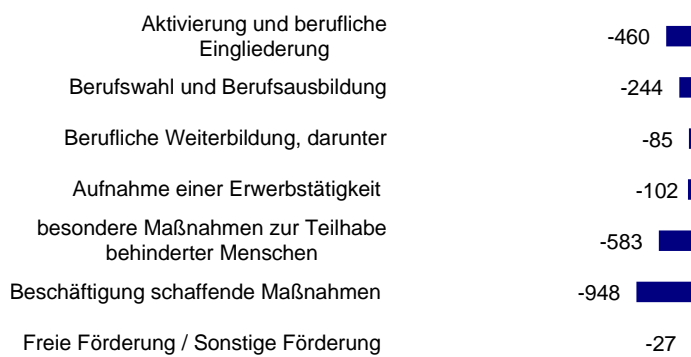 Aktivierung und berufliche
Eingliederung
-460
Berufswahl und Berufsausbildung
-244
Berufliche Weiterbildung, darunter
-85
Aufnahme einer Erwerbstätigkeit
-102
besondere Maßnahmen zur Teilhabe
behinderter Menschen
-583
Beschäftigung schaffende Maßnahmen
-948
Freie Förderung / Sonstige Förderung
-27